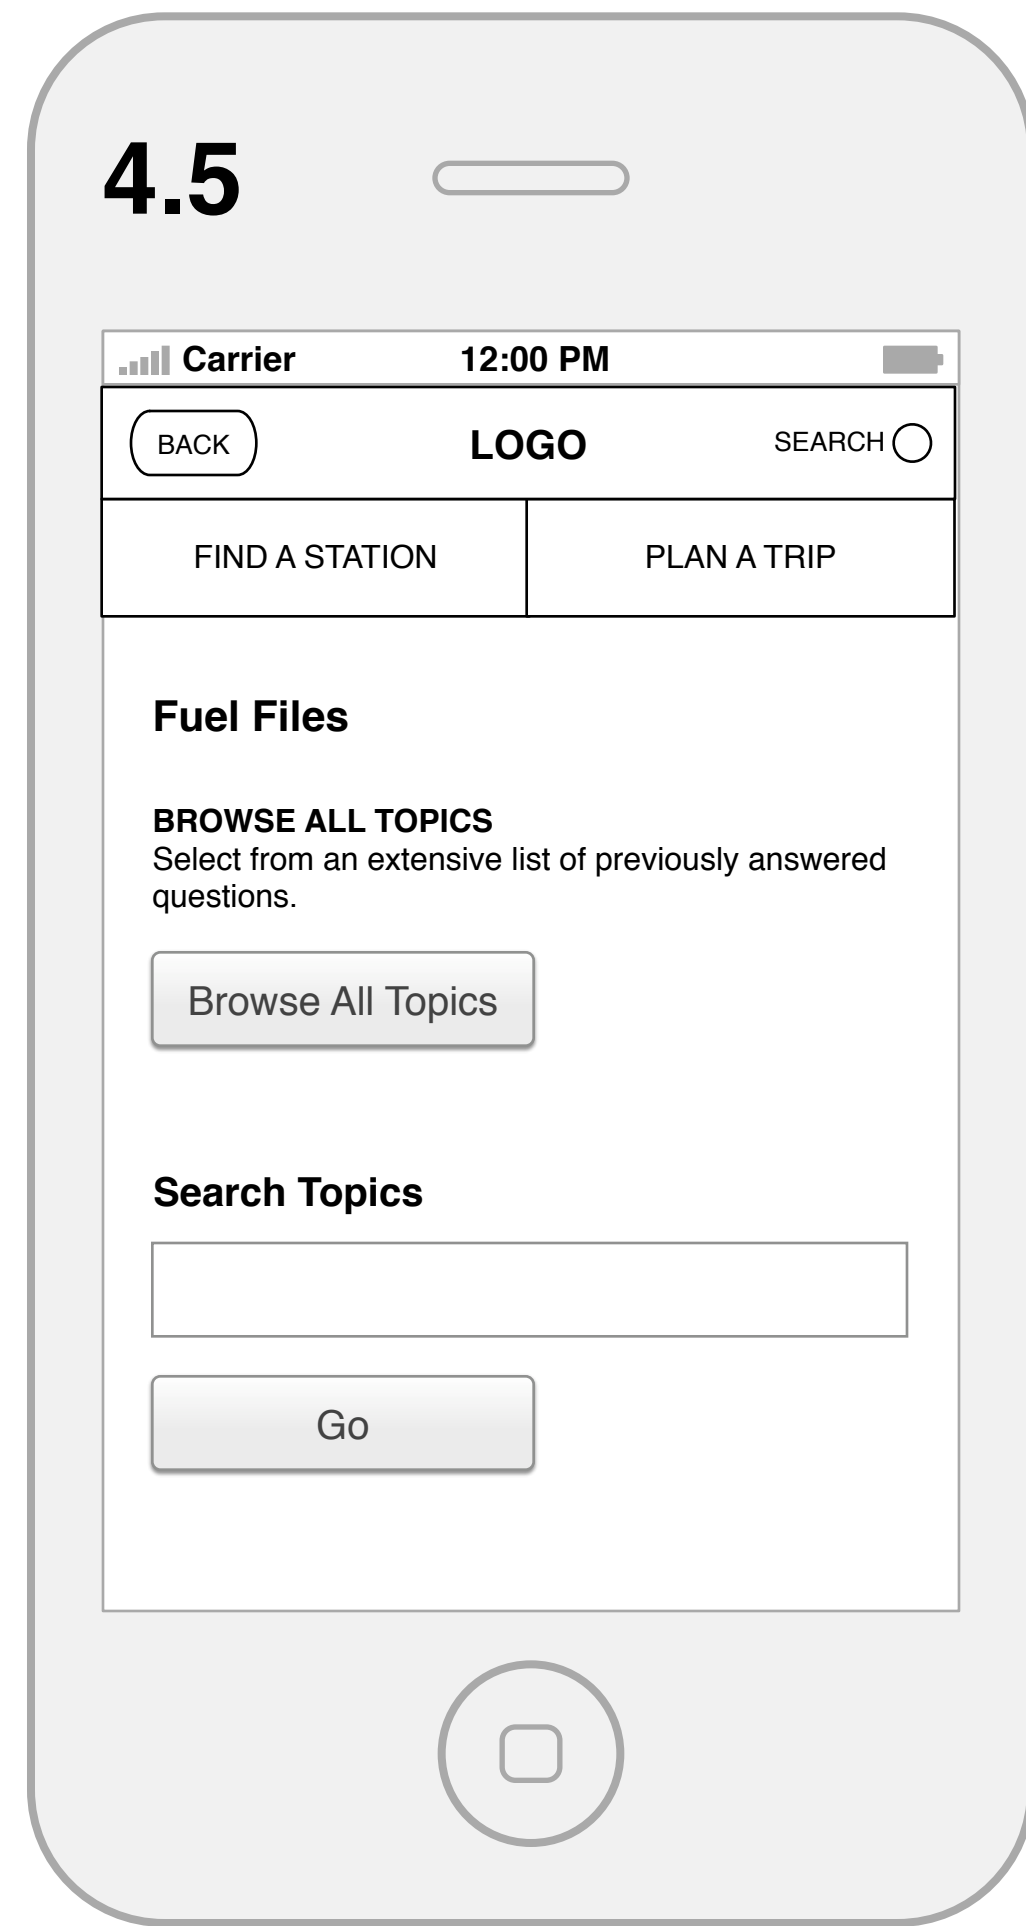 4.5
Carrier 12:00 PM
BACK LOGO SEARCH
FIND A STATION PLAN A TRIP
Fuel Files
BROWSE ALL TOPICS
Select from an extensive list of previously answered
questions.
Browse All Topics
Search Topics
Go